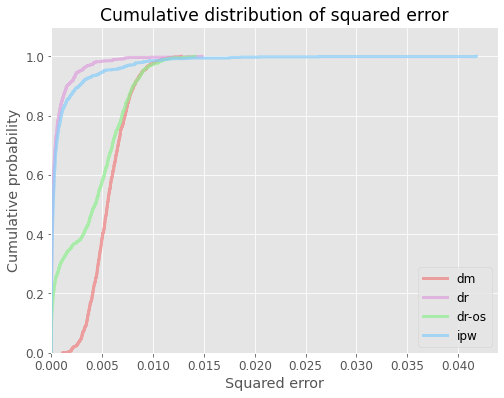 Cumulative distribution of squared error
Cumulative probability
1.0
0.8
0.6
0.4
0.2
0.0
0.000 0.005 0.010 0.015 0.020 0.025 0.030 0.035 0.040
Squared error
dm
dr
dr-os
ipw